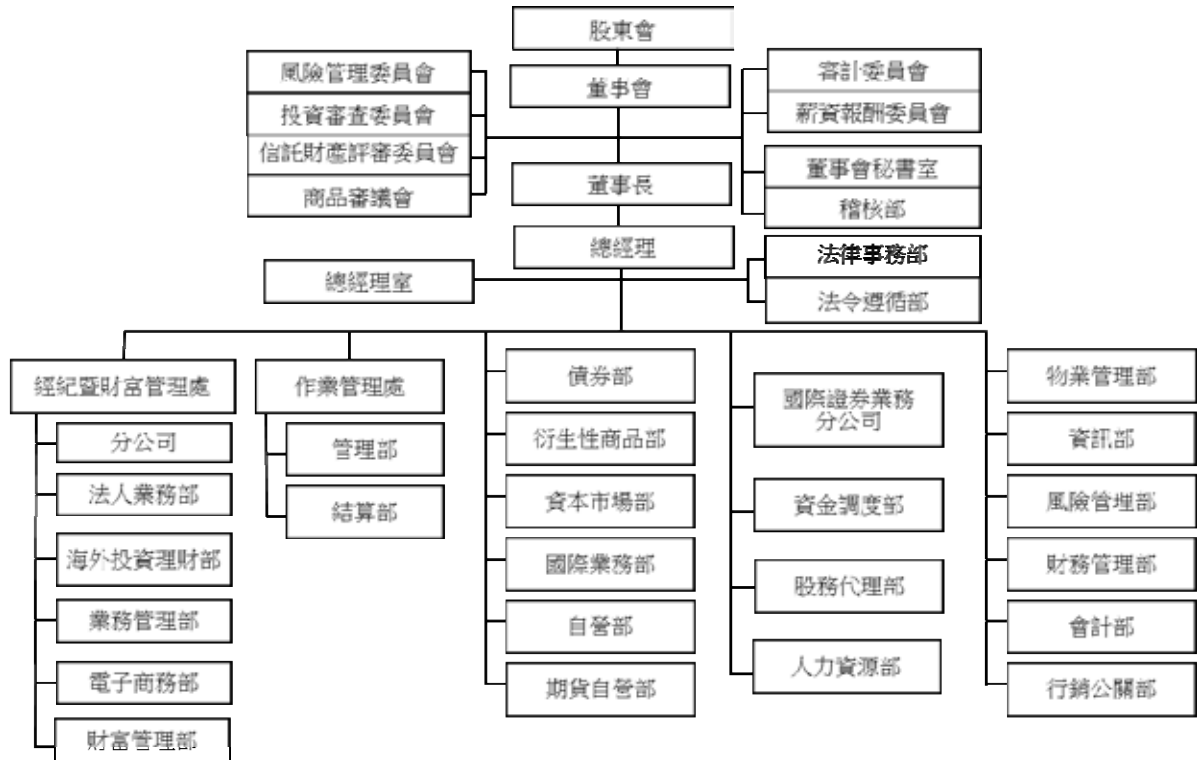 股東會
風險管理委員會
投資審查委員會
信託財產評審委員會
商品審議會
董事會
審計委員會
薪資報酬委員會
董事長
董事會秘書室
稽核部
總經理
總經理室
法律事務部
法令遵循部
經紀暨財富管理處
分公司
法人業務部
海外投資理財部
業務管理部
電子商務部
財富管理部
作業管理處
管理部
結算部
債券部
衍生性商品部
資本市場部
國際業務部
自營部
期貨自營部
國際證券業務
分公司
資金調度部
股務代理部
人力資源部
物業管理部
資訊部
風險管理部
財務管理部
會計部
行銷公關部